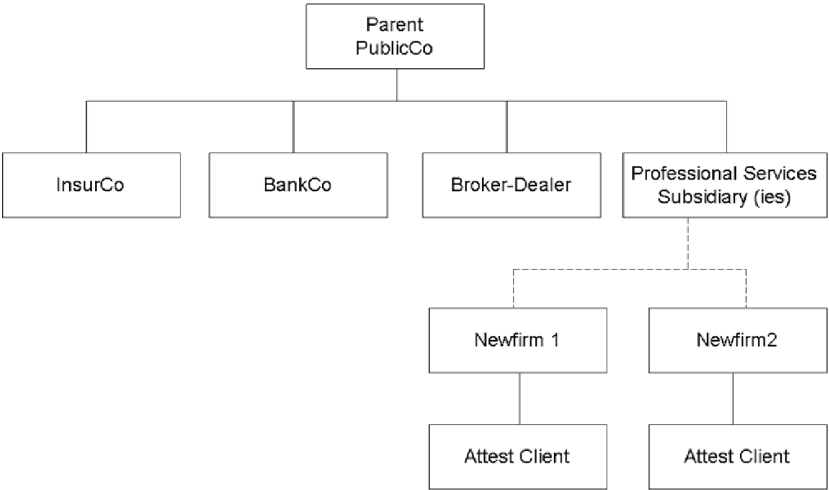 Parent
PublicCo
InsurCo
BankCo
Broker-Dealer
Professional Services
Subsidiary (ies)
Newfirm 1
Newfirm2
Attest Client
Attest Client